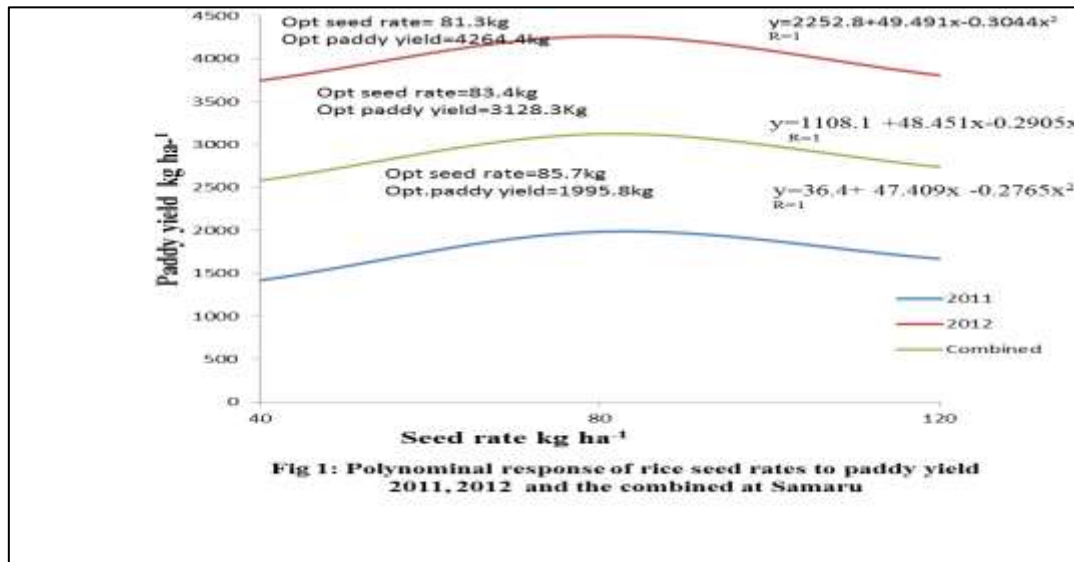 4500
4000
3500
3000
2500
2000
1500
1000
500
0
Paddy yield kg ha-¹
Opt seed rate= 81.3kg
Opt paddy yield=4264.4kg
y=2252.8+49.491x-0.3044x²
R=1
Opt seed rate=83.4kg
Opt paddy yield=3128.3Kg
y=1108.1 +48.451x-0.2905x
R=1
Opt seed rate=85.7kg
Opt.paddy yield=1995.8kg
y=36.4+ 47.409x -0.2765x²
R=1
2011
2012
Combined
40
80
120
Seed rate kg ha-¹
Fig 1: Polynominal response of rice seed rates to paddy yield
2011, 2012 and the combined at Samaru